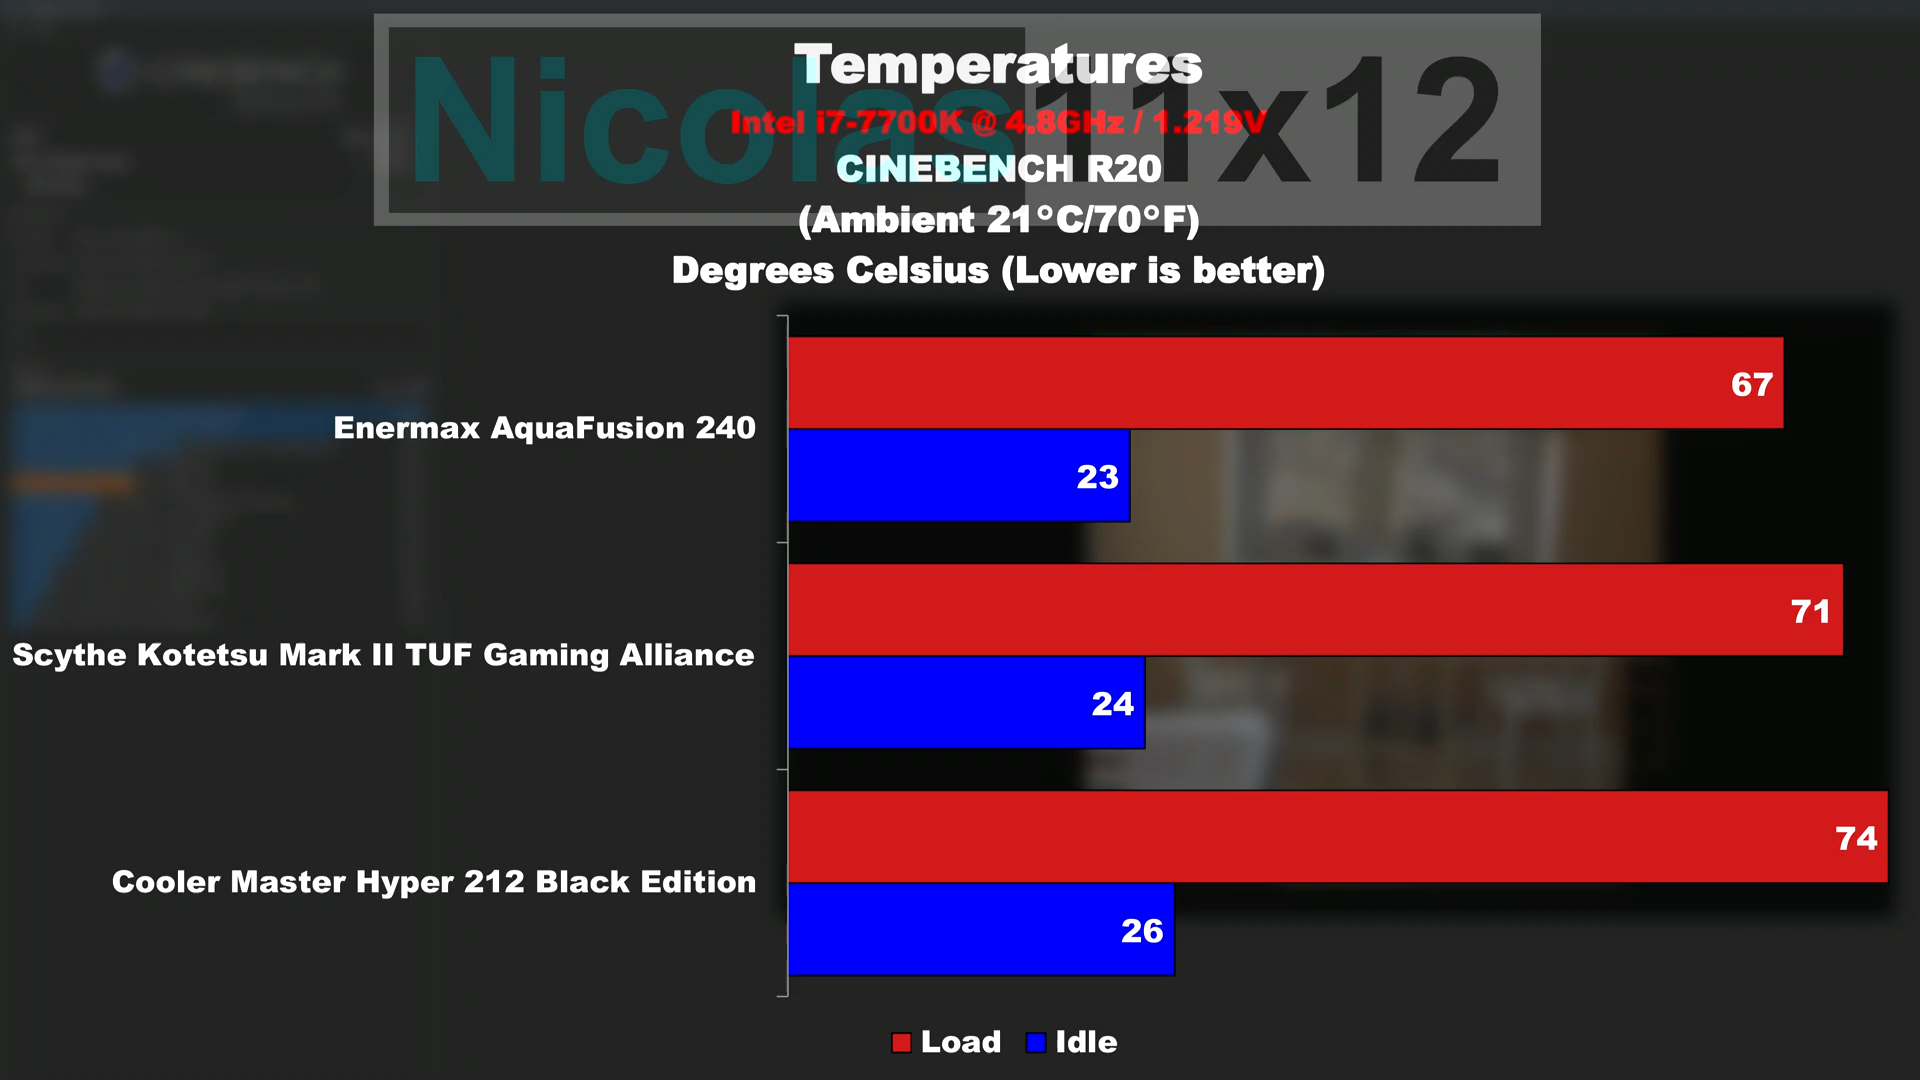 Nicolas11x12
Temperatures
Intel i7-7700K @ 4.8GHz / 1.219V
CINEBENCH R20
(Ambient 21°C/70°F)
Degrees Celsius (Lower is better)
67
Enermax AquaFusion 240
23
71
Scythe Kotetsu Mark II TUF Gaming Alliance
24
74
Cooler Master Hyper 212 Black Edition
26
Load Idle